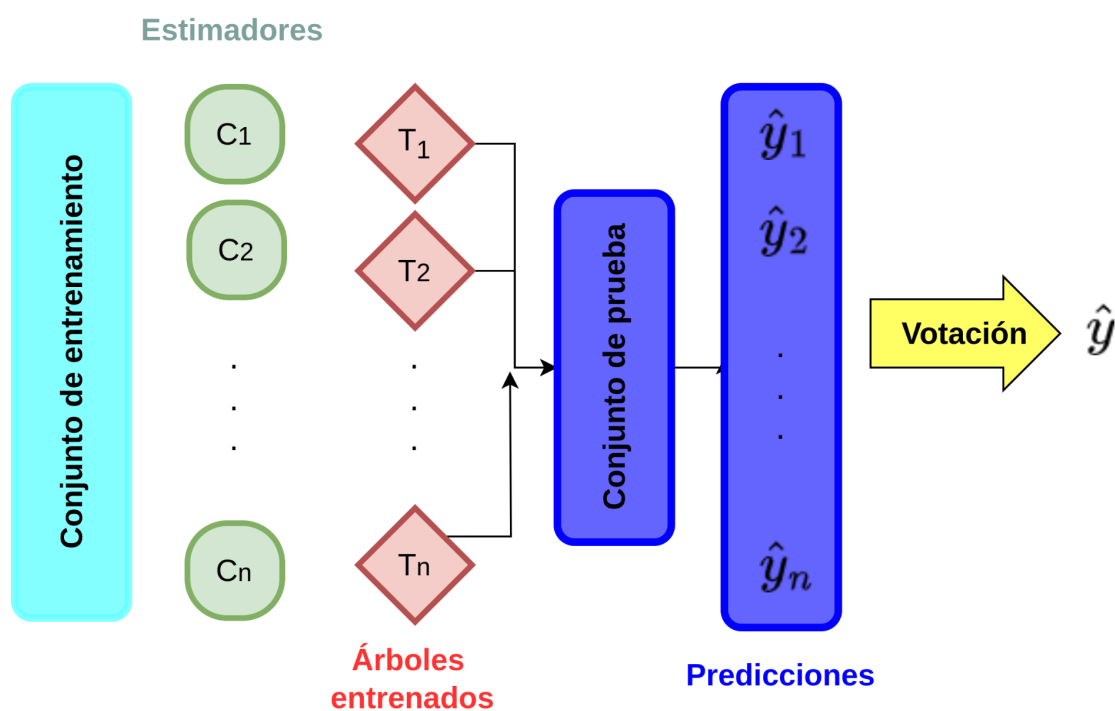 Estimadores
Conjunto de entrenamiento
C1
C2
.
.
.
Cn
T1
T2
.
.
.
Tn
Árboles
entrenados
Conjunto de prueba
ŷ1
ŷ2
.
.
.
ŷn
Predicciones
Votación
ŷ